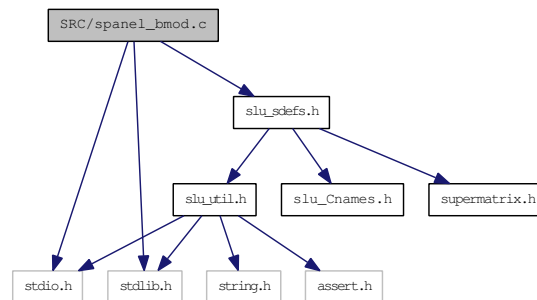 SRC/spanel_bmod.c
slu_sdefs.h
slu_util.h
slu_Cnames.h
supermatrix.h
stdio.h
stdlib.h
string.h
assert.h